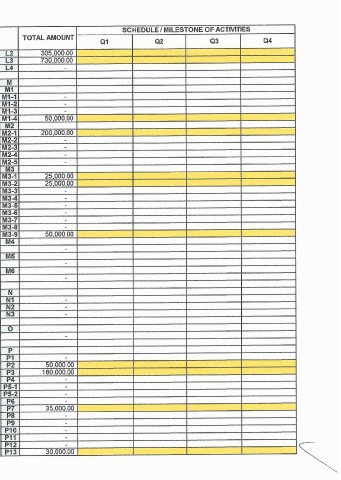 TOTAL AMOUNT
SCHEDULE / MILESTONE OF ACTIVITIES
Q1 Q2 Q3 Q4
L2 305,000.00
L3 730,000.00
L4 -
M
M1
M1-1 -
M1-2 -
M1-3 -
M1-4 50,000.00
M2
M2-1 200,000.00
M2-2 -
M2-3 -
M2-4 -
M2-5 -
M3
M3-1 25,000.00
M3-2 25,000.00
M3-3 -
M3-4 -
M3-5 -
M3-6 -
M3-7 -
M3-8 -
M3-9 50,000.00
M4
-
M5
-
M6
-
N
N1 -
N2 -
N3 -
O
-
P
P1 -
P2 50,000.00
P3 180,000.00
P4 -
P5-1 -
P5-2 -
P6 -
P7 35,000.00
P8 -
P9 -
P10 -
P11 -
P12 -
P13 30,000.00